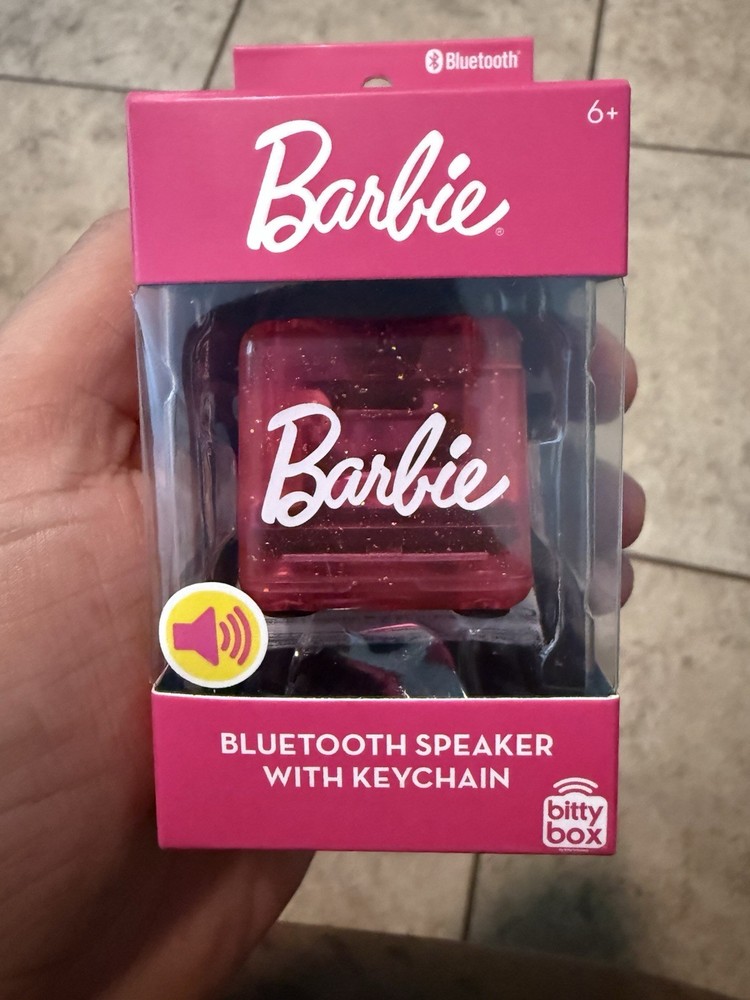 Bluetooth®
6+
Barbie®
Barbie
BLUETOOTH SPEAKER
WITH KEYCHAIN
bitty
box